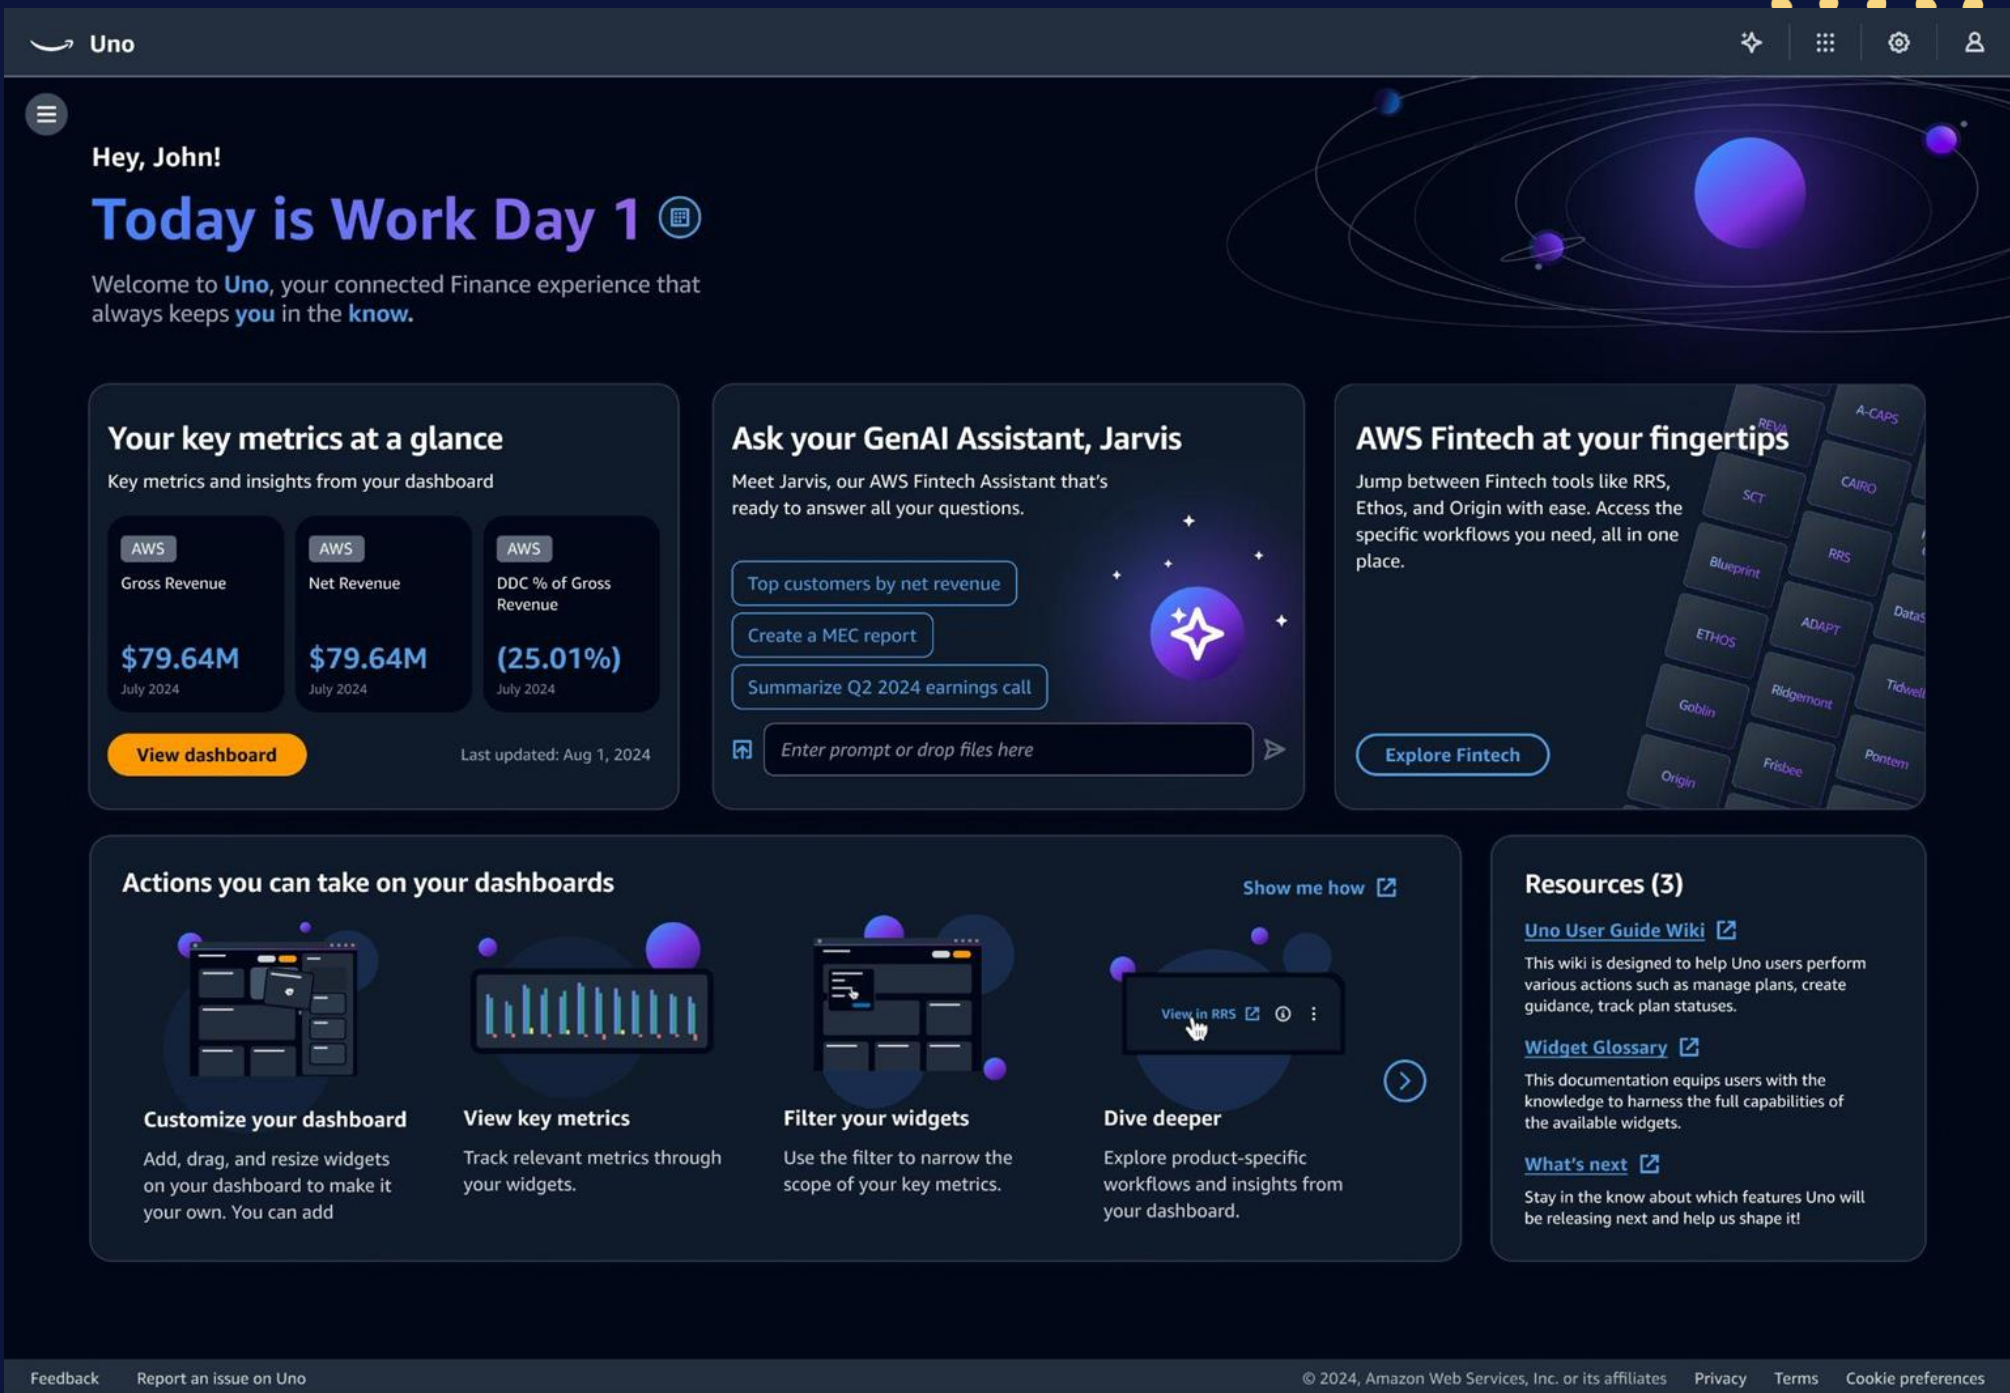 Uno
Hey, John!
Today is Work Day 1
Welcome to Uno, your connected Finance experience that
always keeps you in the know.
Your key metrics at a glance
Key metrics and insights from your dashboard
AWS
Gross Revenue
$79.64M
July 2024
AWS
Net Revenue
$79.64M
July 2024
AWS
DDC % of Gross
Revenue
(25.01%)
July 2024
View dashboard
Last updated: Aug 1, 2024
Ask your GenAI Assistant, Jarvis
Meet Jarvis, our AWS Fintech Assistant that's
ready to answer all your questions.
Top customers by net revenue
Create a MEC report
Summarize Q2 2024 earnings call
Enter prompt or drop files here
AWS Fintech at your fingertips
Jump between Fintech tools like RRS,
Ethos, and Origin with ease. Access the
specific workflows you need, all in one
place.
Explore Fintech
REVA
A-CAPS
SCT
CAIRO
Blueprint
RRS
ETHOS
ADAPT
DataS
Goblin
Ridgemont
Tidwell
Origin
Frisbee
Pontem
Actions you can take on your dashboards
Show me how
Customize your dashboard
Add, drag, and resize widgets
on your dashboard to make it
your own. You can add
View key metrics
Track relevant metrics through
your widgets.
Filter your widgets
Use the filter to narrow the
scope of your key metrics.
View in RRS
Dive deeper
Explore product-specific
workflows and insights from
your dashboard.
Resources (3)
Uno User Guide Wiki
This wiki is designed to help Uno users perform
various actions such as manage plans, create
guidance, track plan statuses.
Widget Glossary
This documentation equips users with the
knowledge to harness the full capabilities of
the available widgets.
What's next
Stay in the know about which features Uno will
be releasing next and help us shape it!
Feedback
Report an issue on Uno
© 2024, Amazon Web Services, Inc. or its affiliates
Privacy
Terms
Cookie preferences